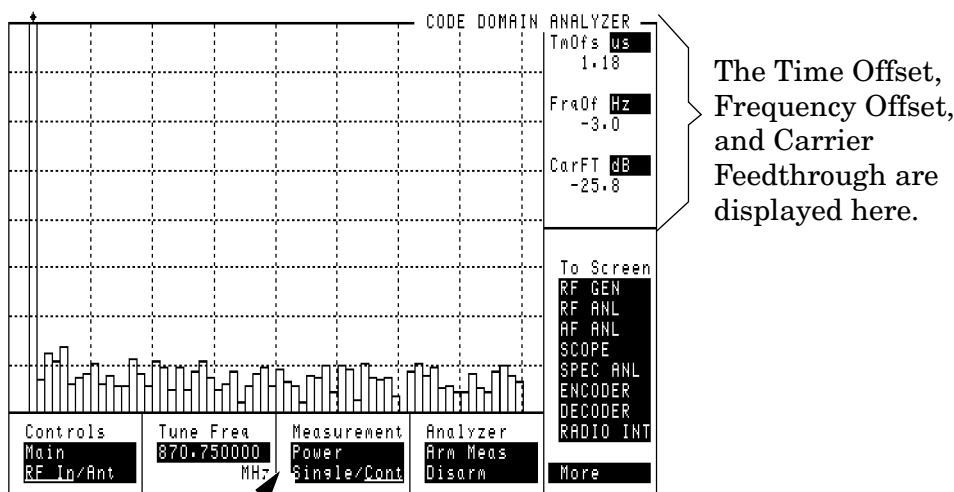 CODE DOMAIN ANALYZER
TmOfs us
1.18
FrqOf Hz
-3.0
CarFT dB
-25.8
The Time Offset,
Frequency Offset,
and Carrier
Feedthrough are
displayed here.
To Screen
RF GEN
RF ANL
AF ANL
SCOPE
SPEC ANL
ENCODER
DECODER
RADIO INT
More
Controls
Main
RF In/Ant
Tune Freq
870.750000
MHz
Measurement
Power
Single/Cont
Analyzer
Arm Meas
Disarm